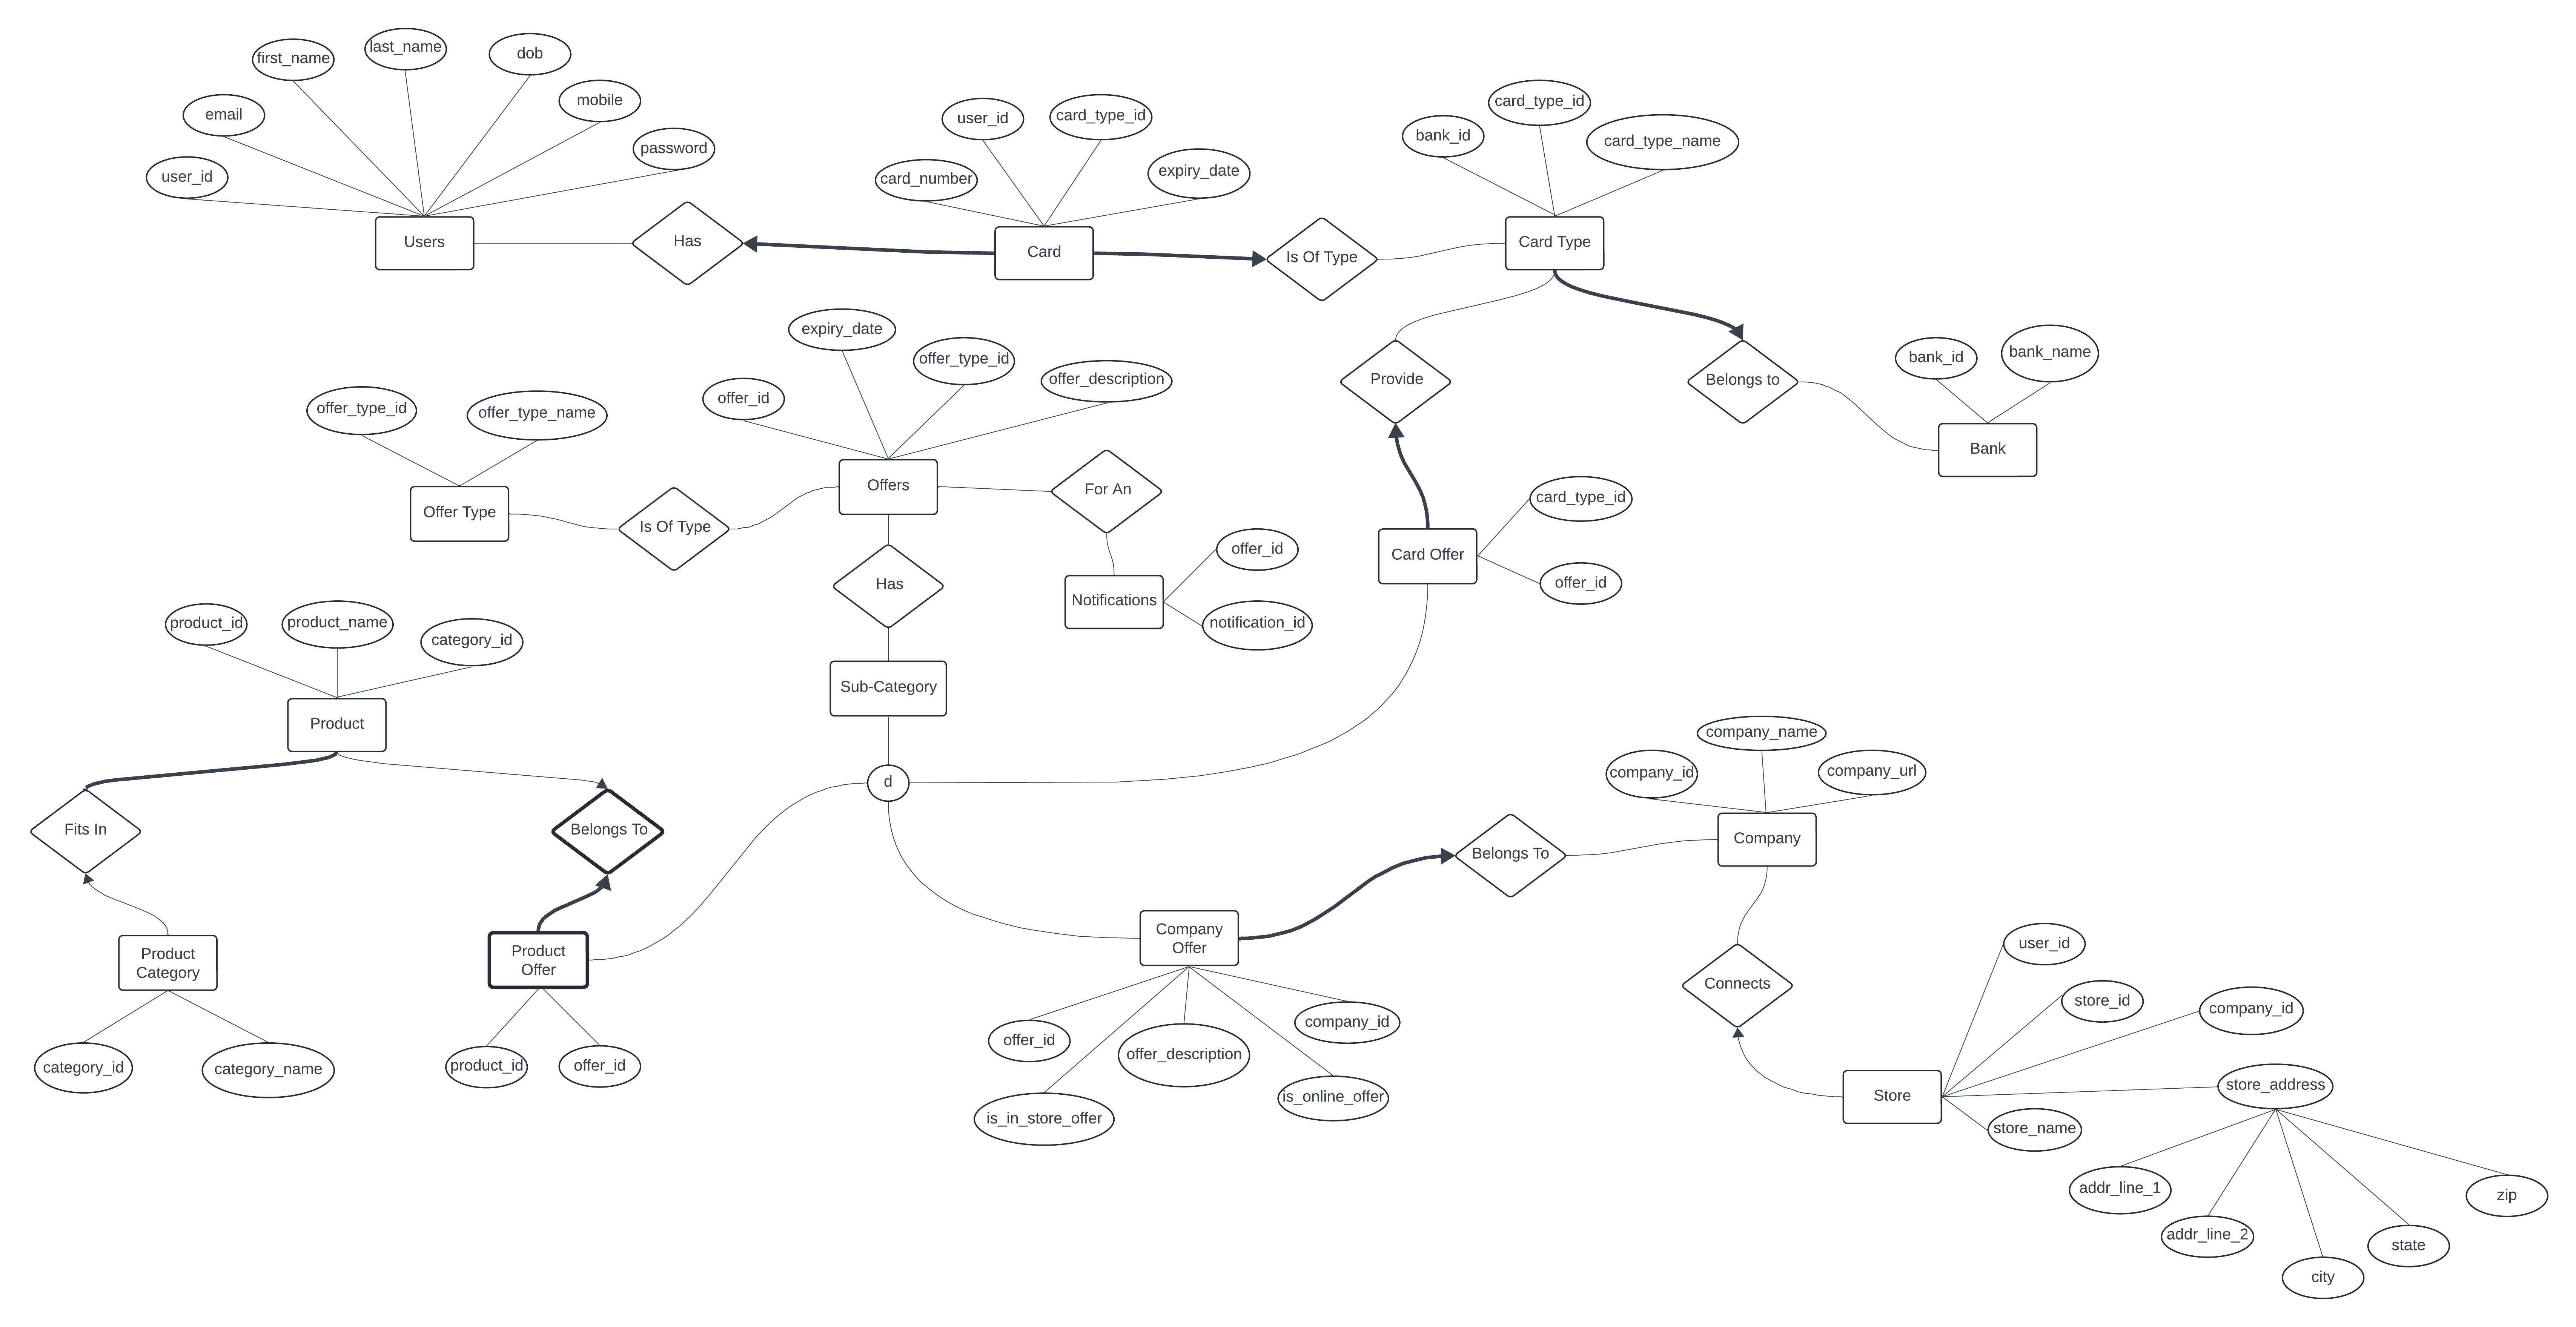 first_name
last_name
dob
mobile
email
password
user_id
Users
Has
user_id
card_type_id
card_number
expiry_date
Card
Is Of Type
card_type_id
bank_id
card_type_name
Card Type
Provide
Belongs to
bank_id
bank_name
Bank
expiry_date
offer_type_id
offer_description
offer_id
Offers
offer_type_id
offer_type_name
Offer Type
Is Of Type
For An
Has
offer_id
Notifications
notification_id
card_type_id
Card Offer
offer_id
product_id
product_name
category_id
Product
Sub-Category
d
Fits In
Belongs To
Product
Category
Product
Offer
category_id
category_name
product_id
offer_id
company_name
company_id
company_url
Company
Belongs To
Company
Offer
offer_id
offer_description
company_id
is_in_store_offer
is_online_offer
Connects
user_id
store_id
company_id
Store
store_address
store_name
addr_line_1
addr_line_2
city
state
zip